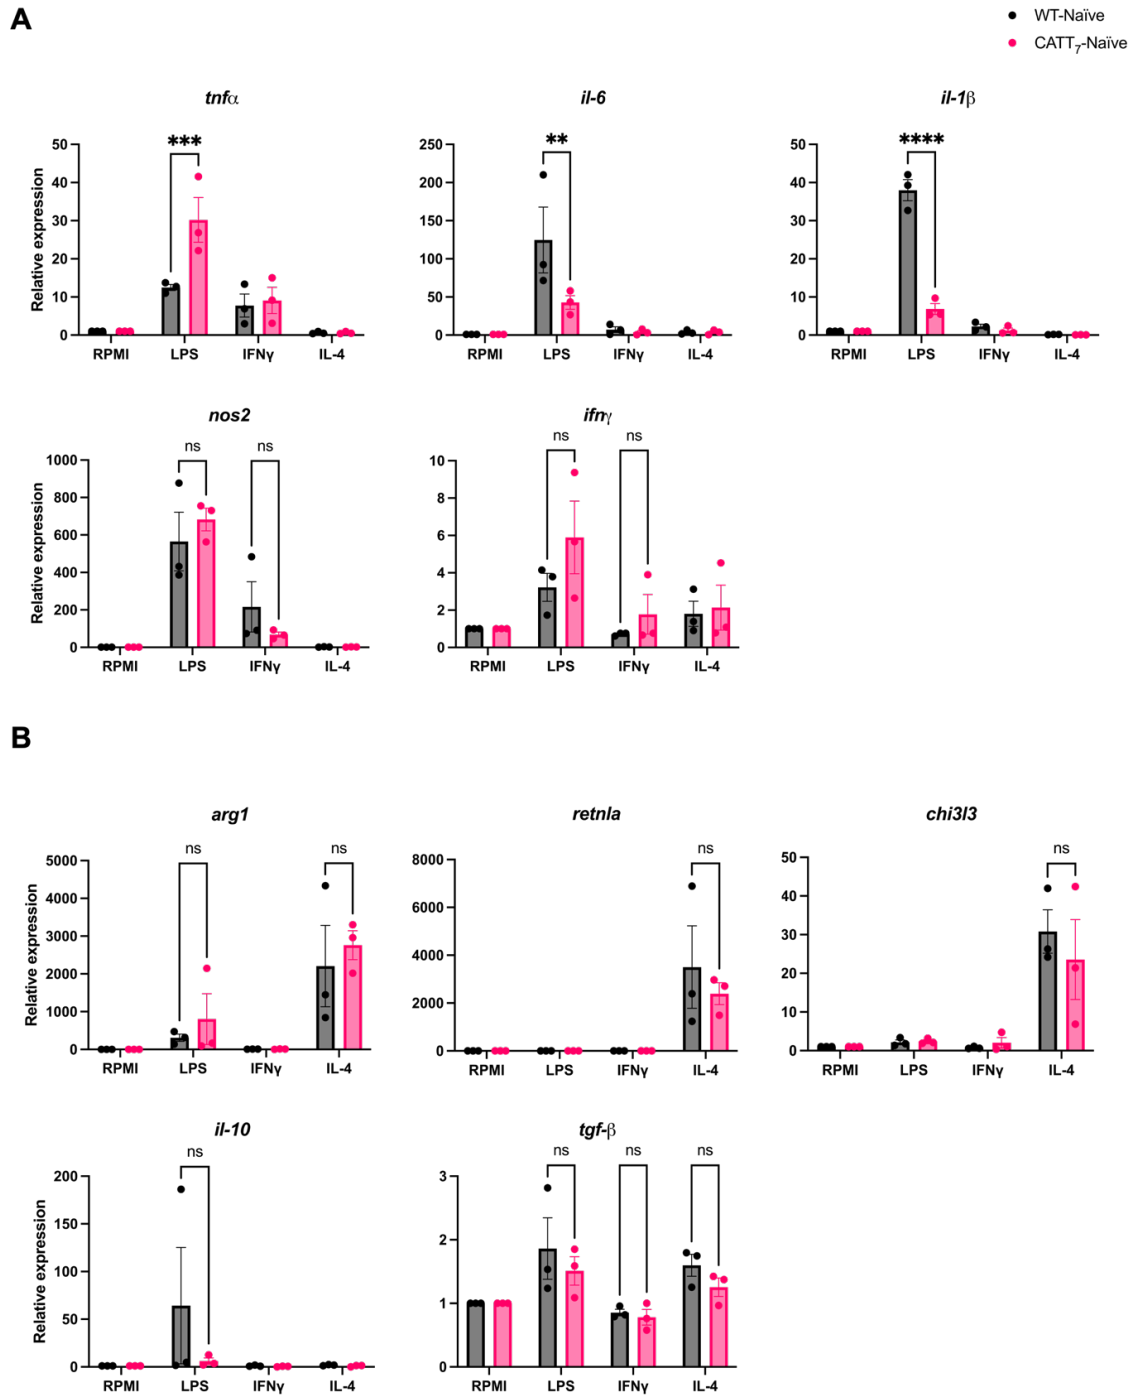 A
WT-Naïve
CATT7-Naïve
tnfα
il-6
il-1β
Relative expression
50
40
30
20
10
0
***
RPMI LPS IFNγ IL-4
250
200
150
100
50
0
**
RPMI LPS IFNγ IL-4
50
40
30
20
10
0
****
RPMI LPS IFNγ IL-4
nos2
ifnγ
Relative expression
1000
800
600
400
200
0
ns ns
RPMI LPS IFNγ IL-4
10
8
6
4
2
0
ns ns
RPMI LPS IFNγ IL-4
B
arg1
retnla
chi3l3
Relative expression
5000
4000
3000
2000
1000
0
ns ns
RPMI LPS IFNγ IL-4
8000
6000
4000
2000
0
ns
RPMI LPS IFNγ IL-4
50
40
30
20
10
0
ns
RPMI LPS IFNγ IL-4
il-10
tgf-β
Relative expression
200
150
100
50
0
ns
RPMI LPS IFNγ IL-4
3
2
1
0
ns ns ns
RPMI LPS IFNγ IL-4